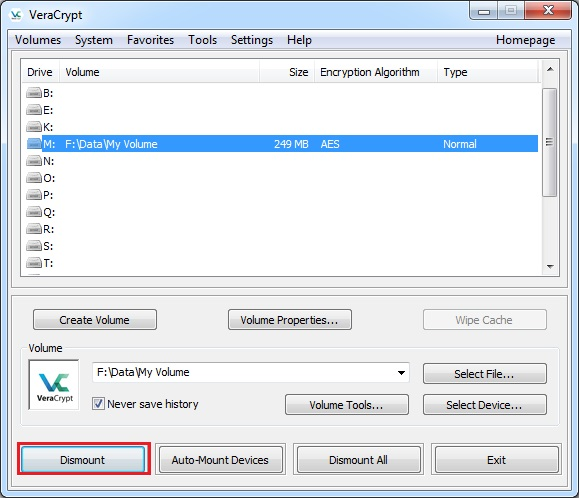 VeraCrypt
Volumes System Favorites Tools Settings Help Homepage
Drive Volume Size Encryption Algorithm Type
B:
E:
K:
M: F:\Data\My Volume 249 MB AES Normal
N:
O:
P:
Q:
R:
S:
T:
Create Volume Volume Properties... Wipe Cache
Volume
F:\Data\My Volume Select File...
VeraCrypt
Never save history Volume Tools... Select Device...
Dismount Auto-Mount Devices Dismount All Exit